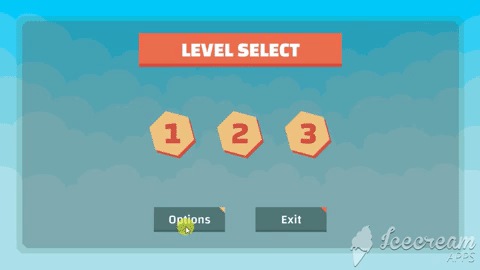 LEVEL SELECT
1 2 3
Options Exit
Icecream
APPS